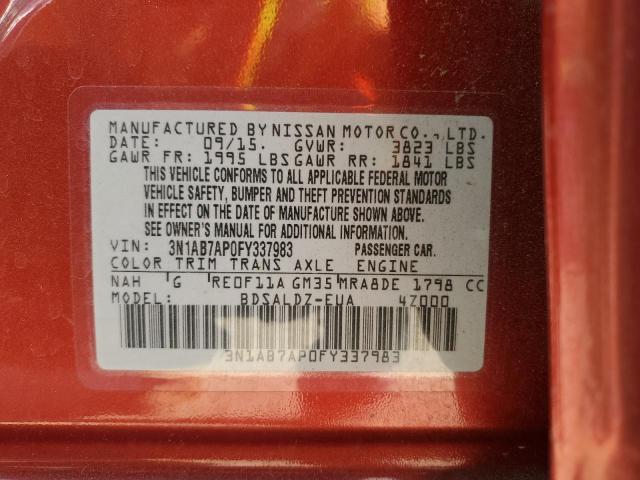 MANUFACTURED BY NISSAN MOTOR CO., LTD.
DATE: 09/15. GVWR: 3823 LBS
GAWR FR: 1995 LBS GAWR RR: 1841 LBS
THIS VEHICLE CONFORMS TO ALL APPLICABLE FEDERAL MOTOR
VEHICLE SAFETY, BUMPER AND THEFT PREVENTION STANDARDS
IN EFFECT ON THE DATE OF MANUFACTURE SHOWN ABOVE.
SEE OWNER'S MANUAL FOR ADDITIONAL INFORMATION.
VIN: 3N1AB7AP0FY337983 PASSENGER CAR.
COLOR TRIM TRANS AXLE ENGINE
NAH G RE0F11A GM35 MRA8DE 1798 CC
MODEL: BDSALDZ-EUA 4Z000
3N1AB7AP0FY337983